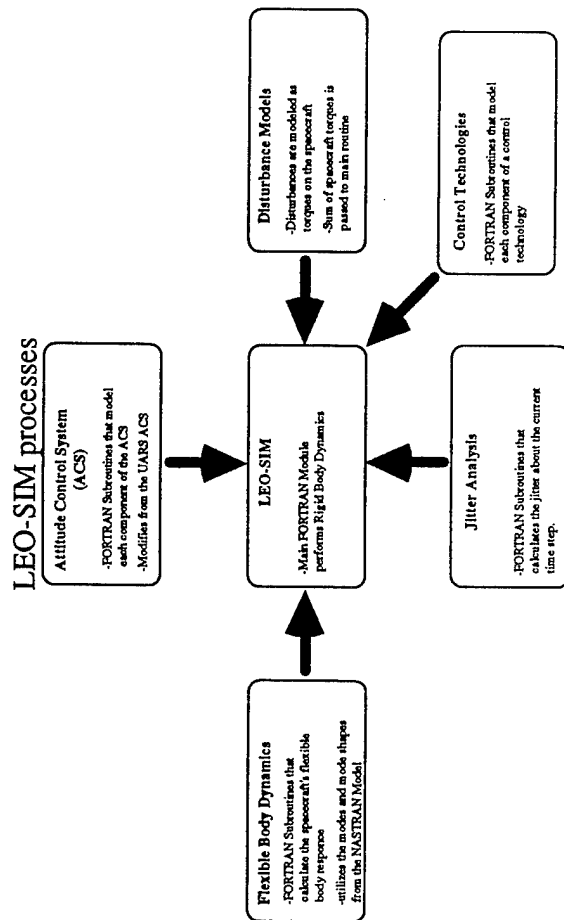 LEO-SIM processes
Attitude Control System
(ACS)
-FORTRAN Subroutines that model
each component of the ACS
-Modifies from the UARS ACS
Flexible Body Dynamics
-FORTRAN Subroutines that
calculate the spacecraft's flexible
body response
-utilizes the modes and mode shapes
from the NASTRAN Model
LEO-SIM
-Main FORTRAN Module
performs Rigid Body Dynamics
Disturbance Models
-Disturbances are modeled as
torques on the spacecraft
-Sum of spacecraft torques is
passed to main routine
Jitter Analysis
-FORTRAN Subroutines that
calculates the jitter about the current
time step.
Control Technologies
-FORTRAN Subroutines that model
each component of a control
technology